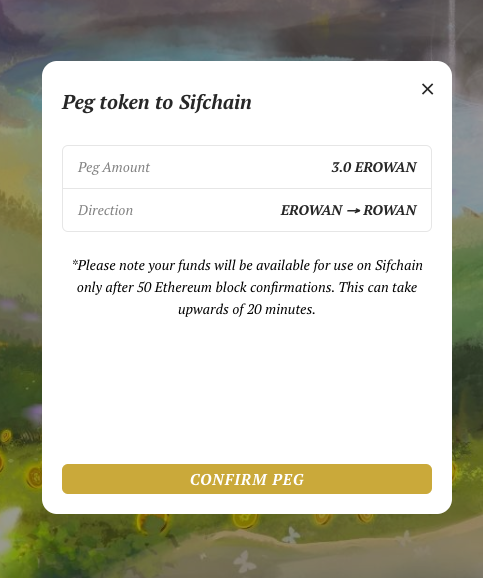 Peg token to Sifchain
Peg Amount 3.0 EROWAN
Direction EROWAN → ROWAN
*Please note your funds will be available for use on Sifchain
only after 50 Ethereum block confirmations. This can take
upwards of 20 minutes.
CONFIRM PEG